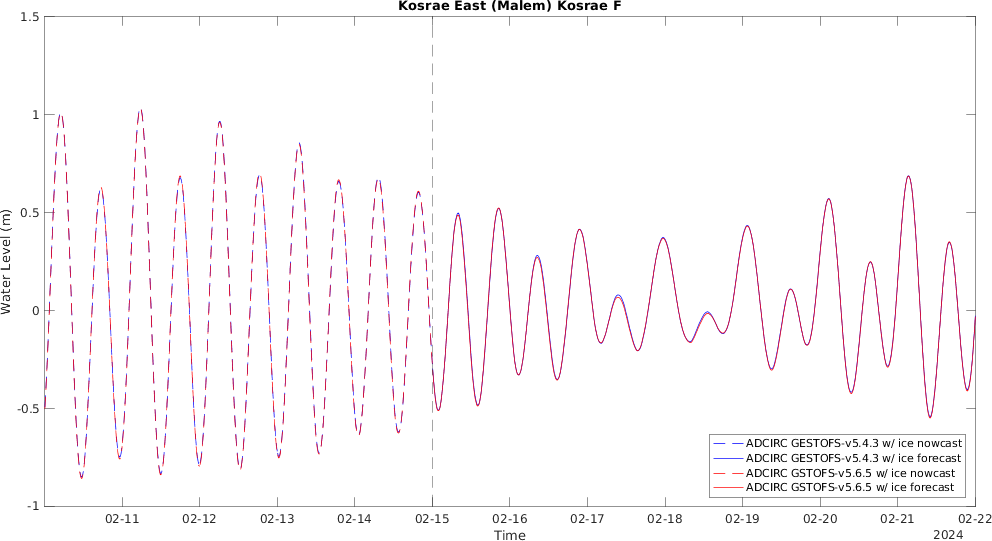 Kosrae East (Malem) Kosrae F
Water Level (m)
1.5
1
0.5
0
-0.5
-1
02-11 02-12 02-13 02-14 02-15 02-16 02-17 02-18 02-19 02-20 02-21 02-22
Time
2024
ADCIRC GESTOFS-v5.4.3 w/ ice nowcast
ADCIRC GESTOFS-v5.4.3 w/ ice forecast
ADCIRC GSTOFS-v5.6.5 w/ ice nowcast
ADCIRC GSTOFS-v5.6.5 w/ ice forecast